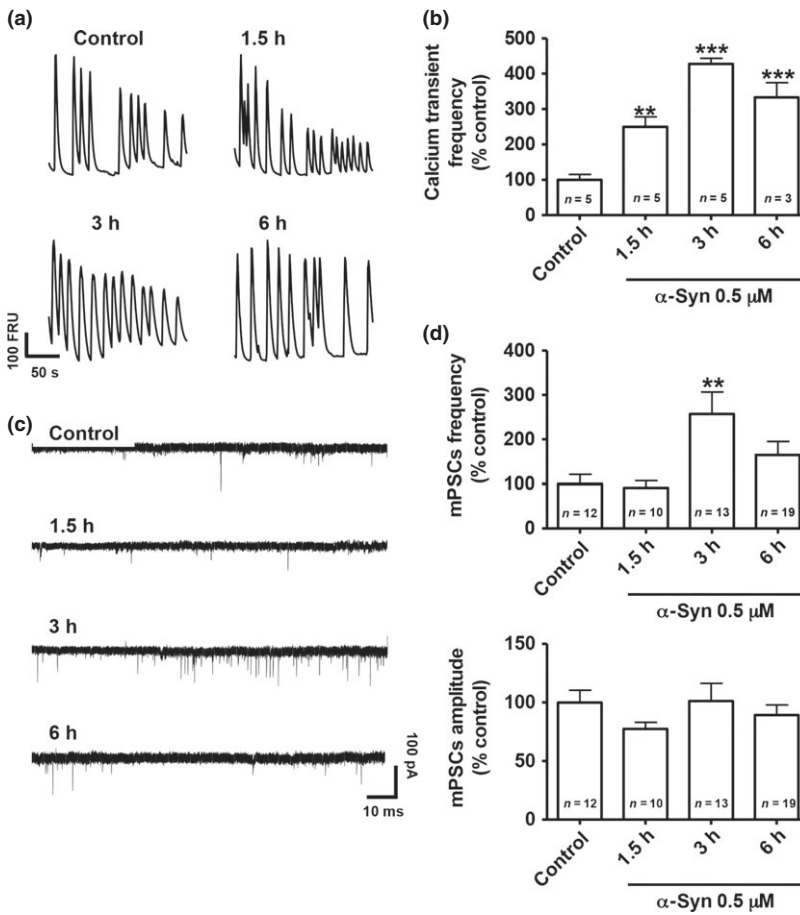 (a)
Control
1.5 h
3 h
6 h
100 FRU
50 s
(b)
Calcium transient
frequency
(% control)
500
400
300
200
100
0
**
***
***
n = 5
n = 5
n = 5
n = 3
Control
1.5 h
3 h
6 h
α-Syn 0.5 μM
(c)
Control
1.5 h
3 h
6 h
100 pA
10 ms
(d)
mPSCs frequency
(% control)
400
300
200
100
0
**
n = 12
n = 10
n = 13
n = 19
Control
1.5 h
3 h
6 h
α-Syn 0.5 μM
mPSCs amplitude
(% control)
150
100
50
0
n = 12
n = 10
n = 13
n = 19
Control
1.5 h
3 h
6 h
α-Syn 0.5 μM